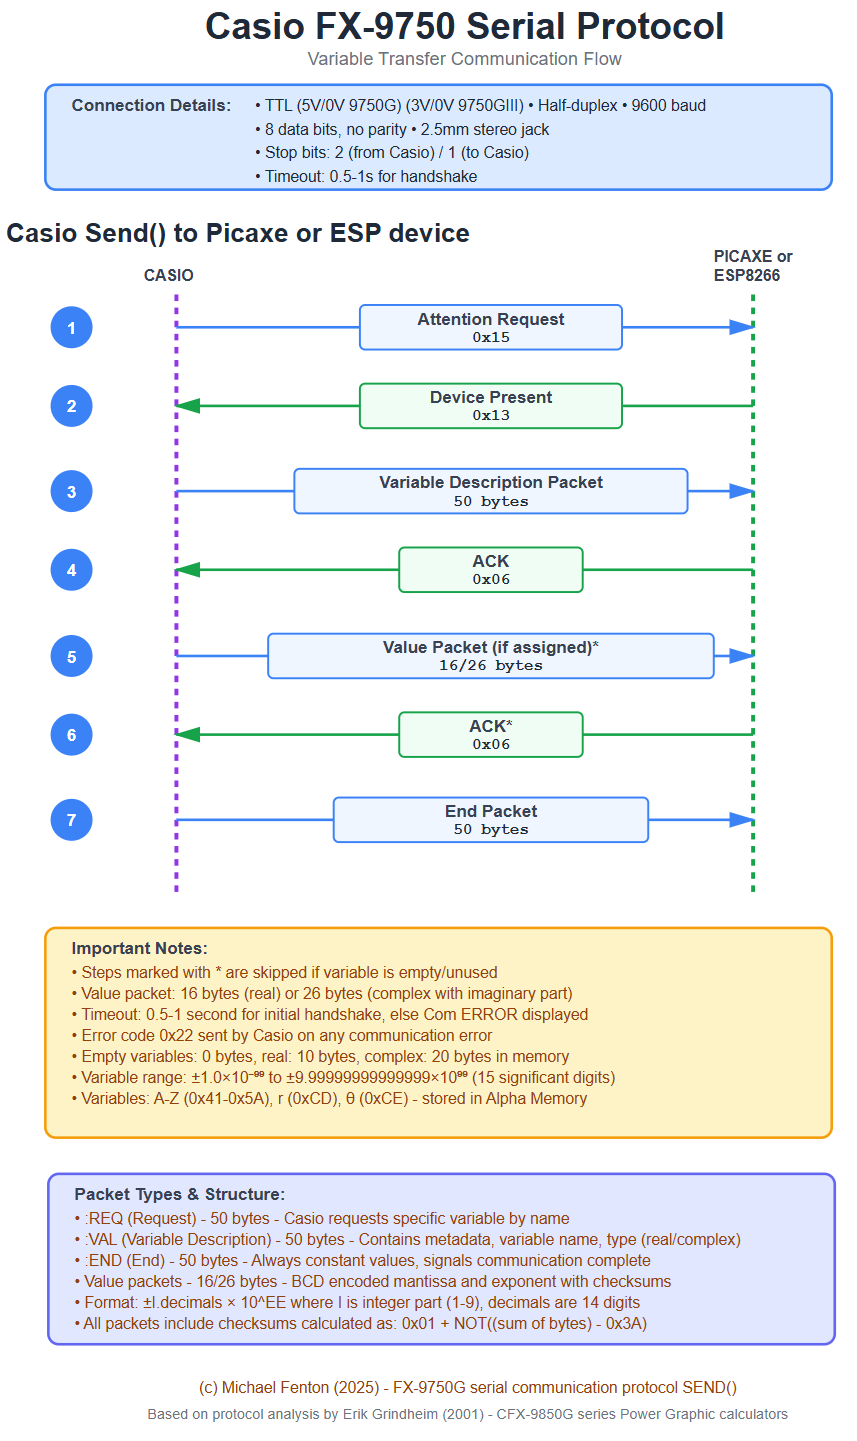 Casio FX-9750 Serial Protocol
Variable Transfer Communication Flow
Connection Details:
• TTL (5V/0V 9750G) (3V/0V 9750GIII) • Half-duplex • 9600 baud
• 8 data bits, no parity • 2.5mm stereo jack
• Stop bits: 2 (from Casio) / 1 (to Casio)
• Timeout: 0.5-1s for handshake
Casio Send() to Picaxe or ESP device
CASIO
PICAXE or
ESP8266
1
Attention Request
0x15
2
Device Present
0x13
3
Variable Description Packet
50 bytes
4
ACK
0x06
5
Value Packet (if assigned)*
16/26 bytes
6
ACK*
0x06
7
End Packet
50 bytes
Important Notes:
• Steps marked with * are skipped if variable is empty/unused
• Value packet: 16 bytes (real) or 26 bytes (complex with imaginary part)
• Timeout: 0.5-1 second for initial handshake, else Com ERROR displayed
• Error code 0x22 sent by Casio on any communication error
• Empty variables: 0 bytes, real: 10 bytes, complex: 20 bytes in memory
• Variable range: ±1.0×10⁻⁹⁹ to ±9.99999999999999×10⁹⁹ (15 significant digits)
• Variables: A-Z (0x41-0x5A), r (0xCD), θ (0xCE) - stored in Alpha Memory
Packet Types & Structure:
• :REQ (Request) - 50 bytes - Casio requests specific variable by name
• :VAL (Variable Description) - 50 bytes - Contains metadata, variable name, type (real/complex)
• :END (End) - 50 bytes - Always constant values, signals communication complete
• Value packets - 16/26 bytes - BCD encoded mantissa and exponent with checksums
• Format: ±I.decimals × 10^EE where I is integer part (1-9), decimals are 14 digits
• All packets include checksums calculated as: 0x01 + NOT((sum of bytes) - 0x3A)
(c) Michael Fenton (2025) - FX-9750G serial communication protocol SEND()
Based on protocol analysis by Erik Grindheim (2001) - CFX-9850G series Power Graphic calculators